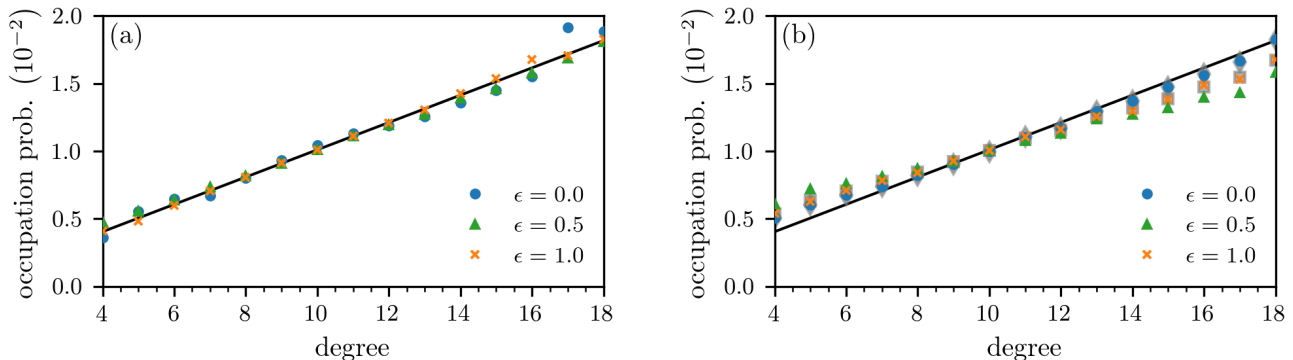 (a)
occupation prob. (10⁻²)
2.0
1.5
1.0
0.5
0.0
ϵ = 0.0
ϵ = 0.5
ϵ = 1.0
4 6 8 10 12 14 16 18
degree
(b)
occupation prob. (10⁻²)
2.0
1.5
1.0
0.5
0.0
ϵ = 0.0
ϵ = 0.5
ϵ = 1.0
4 6 8 10 12 14 16 18
degree